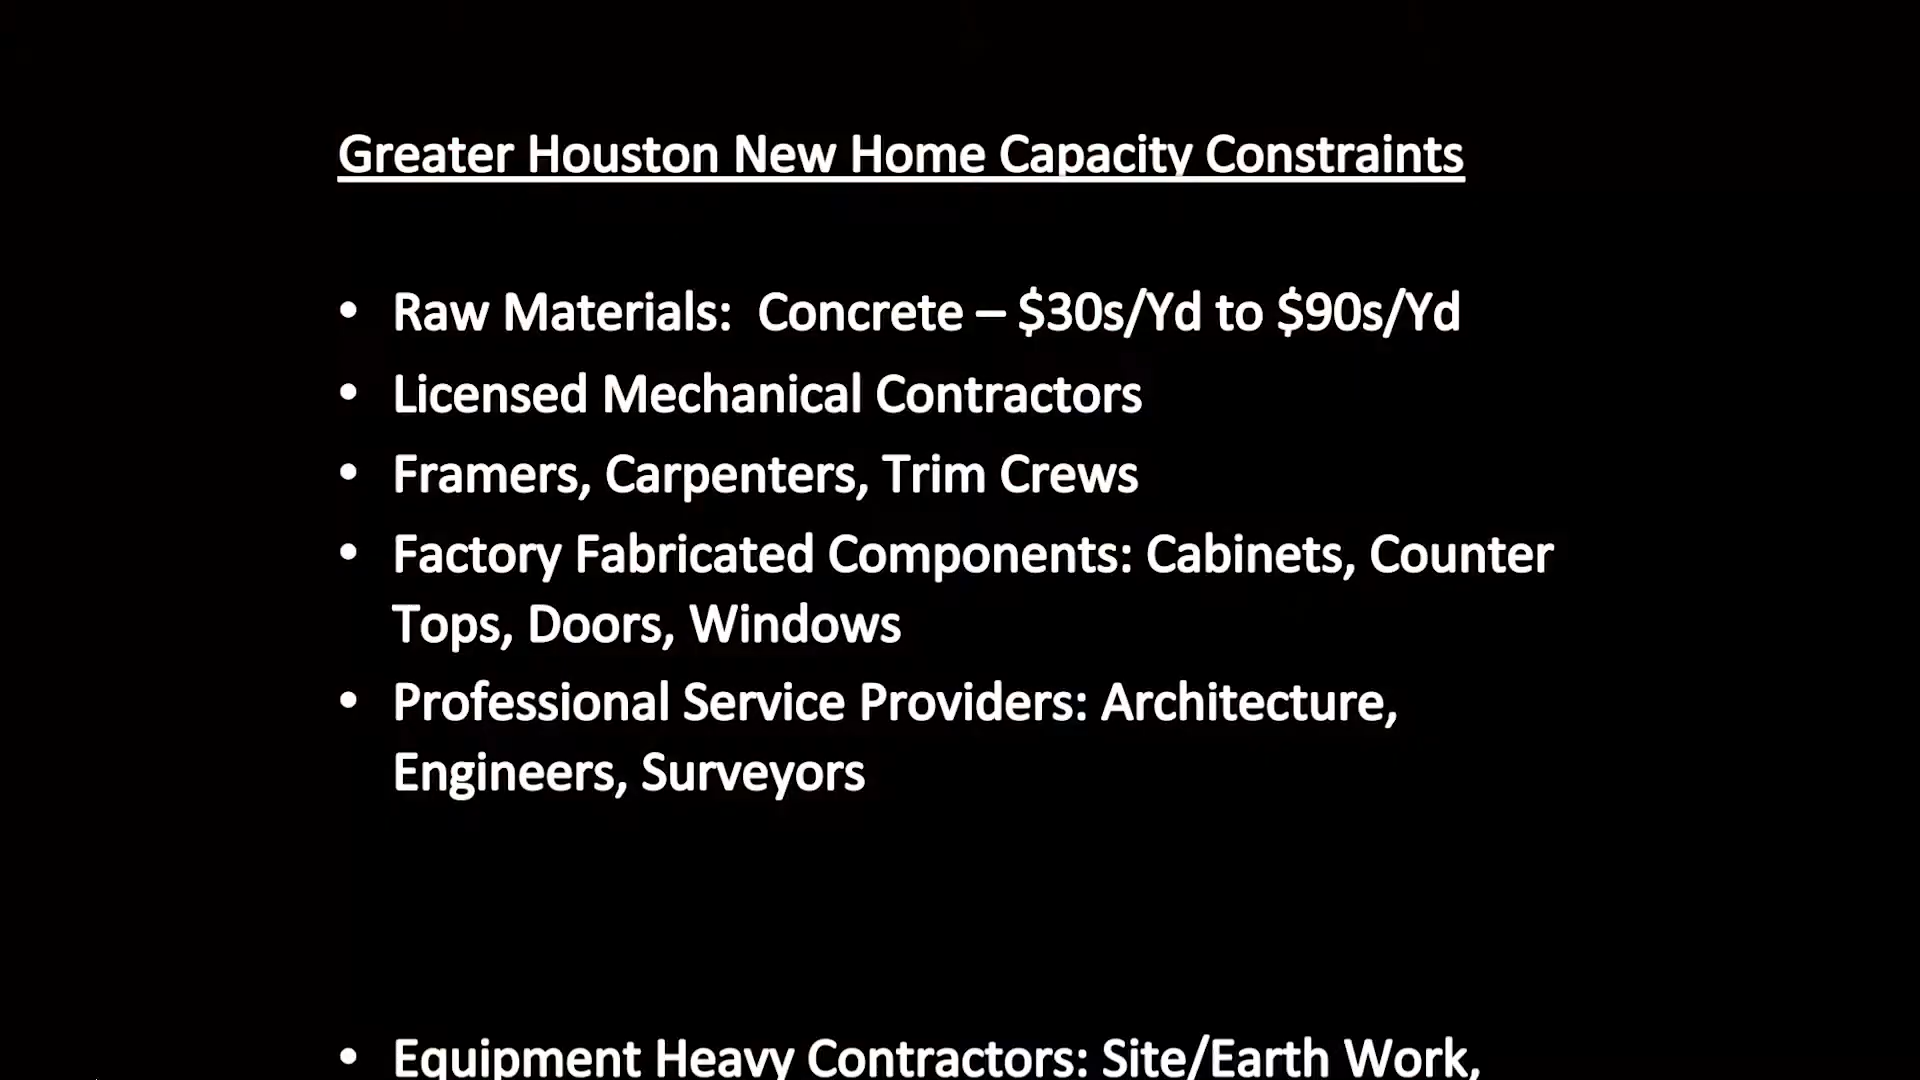 Greater Houston New Home Capacity Constraints
• Raw Materials:  Concrete – $30s/Yd to $90s/Yd
• Licensed Mechanical Contractors
• Framers, Carpenters, Trim Crews
• Factory Fabricated Components: Cabinets, Counter
Tops, Doors, Windows
• Professional Service Providers: Architecture,
Engineers, Surveyors
• Equipment Heavy Contractors: Site/Earth Work,